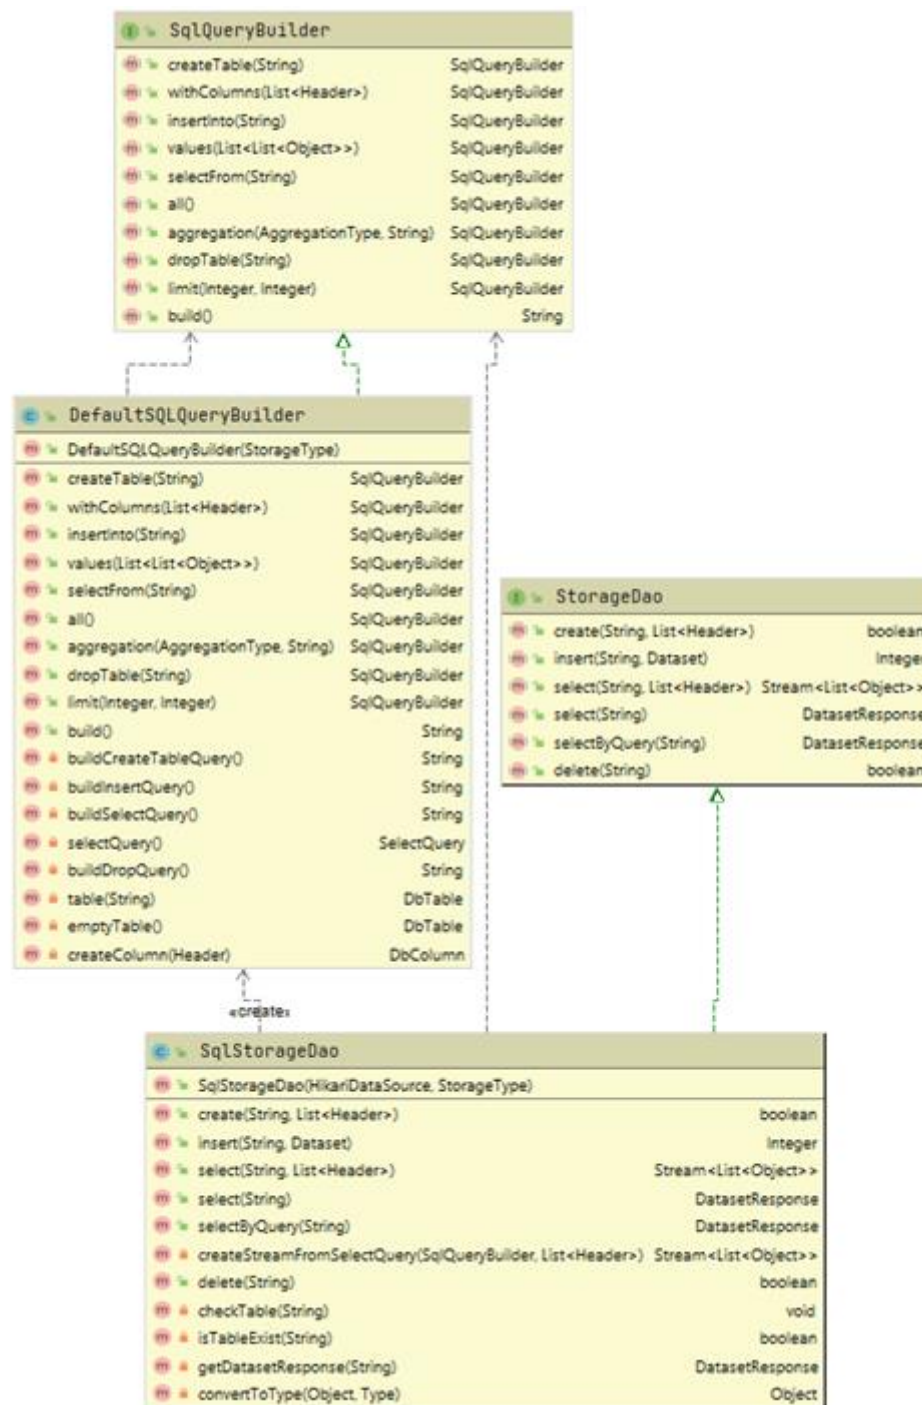 SqlQueryBuilder
createTable(String) SqlQueryBuilder
withColumns(List<Header>) SqlQueryBuilder
insertInto(String) SqlQueryBuilder
values(List<List<Object>>) SqlQueryBuilder
selectFrom(String) SqlQueryBuilder
all() SqlQueryBuilder
aggregation(AggregationType, String) SqlQueryBuilder
dropTable(String) SqlQueryBuilder
limit(Integer, Integer) SqlQueryBuilder
build() String
DefaultSQLQueryBuilder
DefaultSQLQueryBuilder(StorageType)
createTable(String) SqlQueryBuilder
withColumns(List<Header>) SqlQueryBuilder
insertInto(String) SqlQueryBuilder
values(List<List<Object>>) SqlQueryBuilder
selectFrom(String) SqlQueryBuilder
all() SqlQueryBuilder
aggregation(AggregationType, String) SqlQueryBuilder
dropTable(String) SqlQueryBuilder
limit(Integer, Integer) SqlQueryBuilder
build() String
buildCreateTableQuery() String
buildInsertQuery() String
buildSelectQuery() String
selectQuery() SelectQuery
buildDropQuery() String
table(String) DbTable
emptyTable() DbTable
createColumn(Header) DbColumn
StorageDao
create(String, List<Header>) boolean
insert(String, Dataset) Integer
select(String, List<Header>) Stream<List<Object>>
select(String) DatasetResponse
selectByQuery(String) DatasetResponse
delete(String) boolean
«create»
SqlStorageDao
SqlStorageDao(HikariDataSource, StorageType)
create(String, List<Header>) boolean
insert(String, Dataset) Integer
select(String, List<Header>) Stream<List<Object>>
select(String) DatasetResponse
selectByQuery(String) DatasetResponse
createStreamFromSelectQuery(SqlQueryBuilder, List<Header>) Stream<List<Object>>
delete(String) boolean
checkTable(String) void
isTableExist(String) boolean
getDatasetResponse(String) DatasetResponse
convertToType(Object, Type) Object